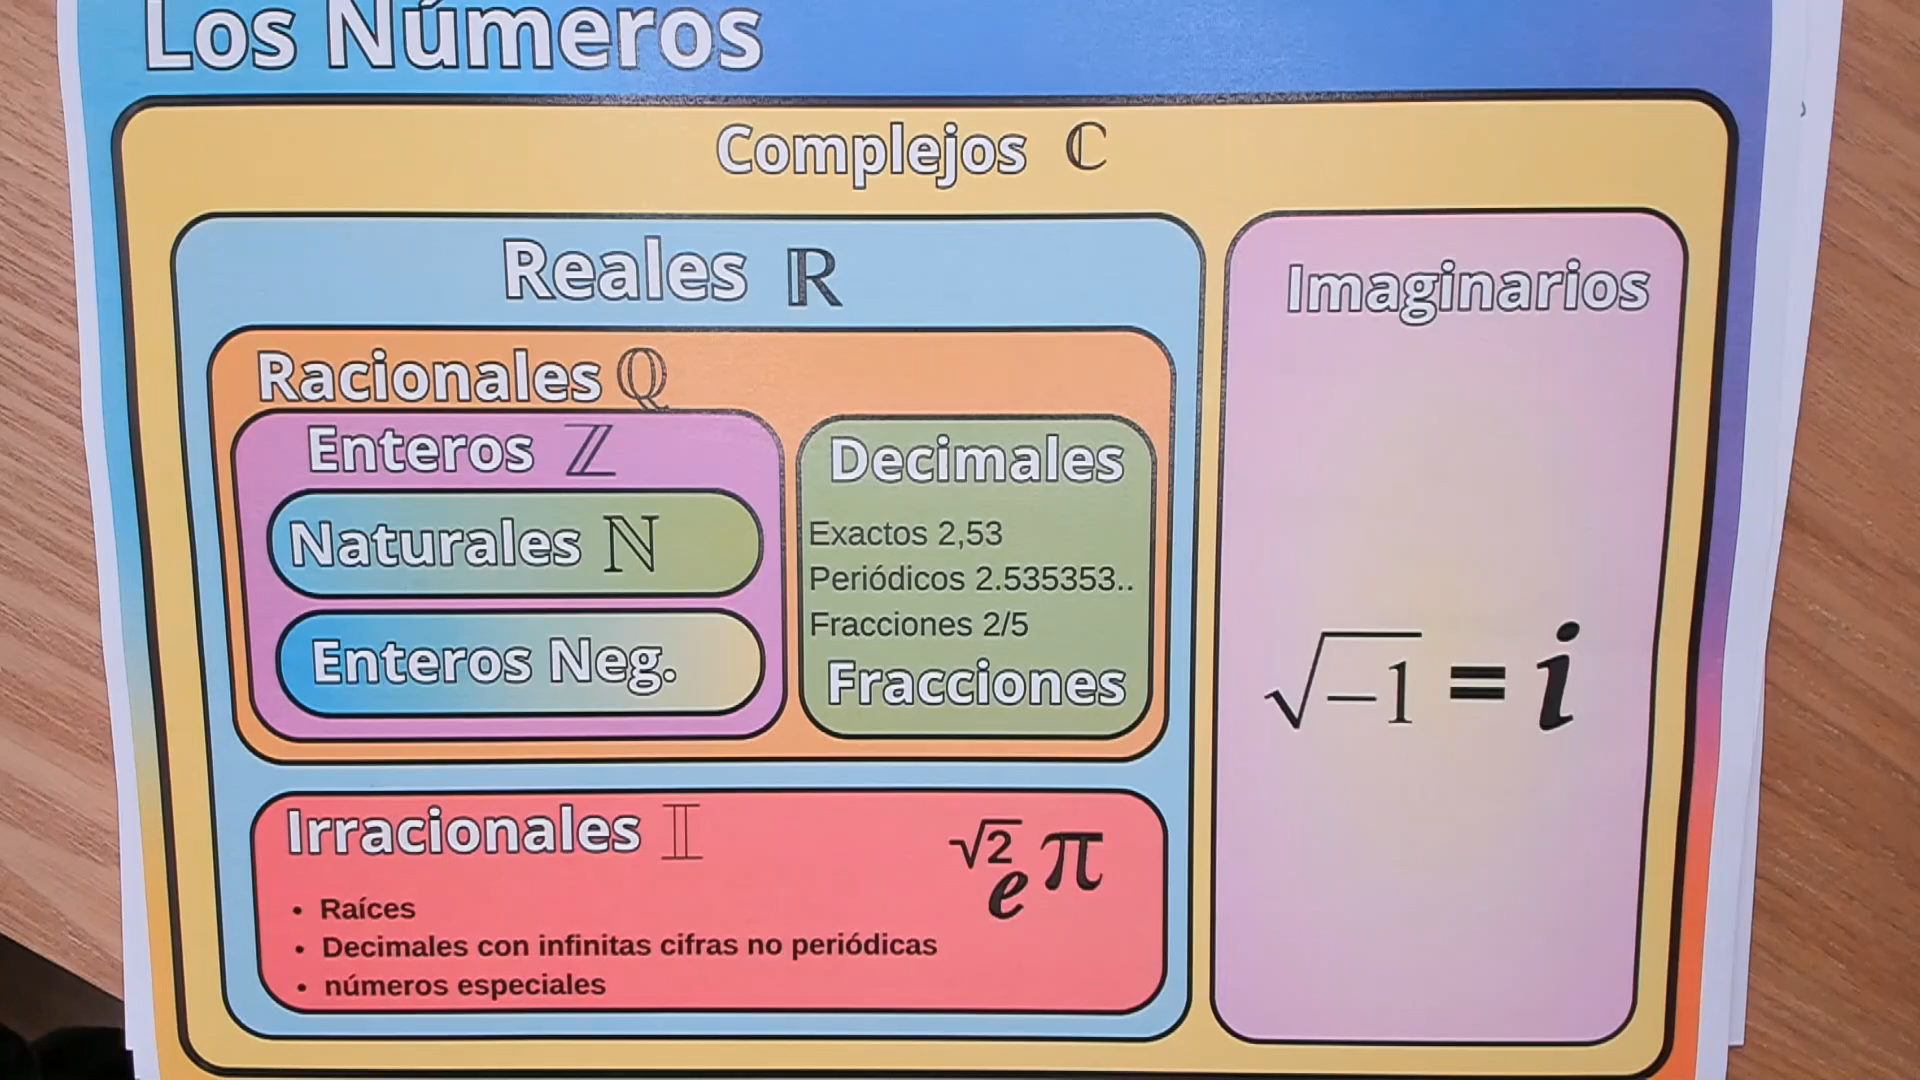 Los Números
Complejos ℂ
Reales ℝ
Racionales ℚ
Enteros ℤ
Naturales ℕ
Enteros Neg.
Decimales
Exactos 2,53
Periódicos 2.535353..
Fracciones 2/5
Fracciones
Irracionales 𝕀
√2 e π
• Raíces
• Decimales con infinitas cifras no periódicas
• números especiales
Imaginarios
√−1 = i